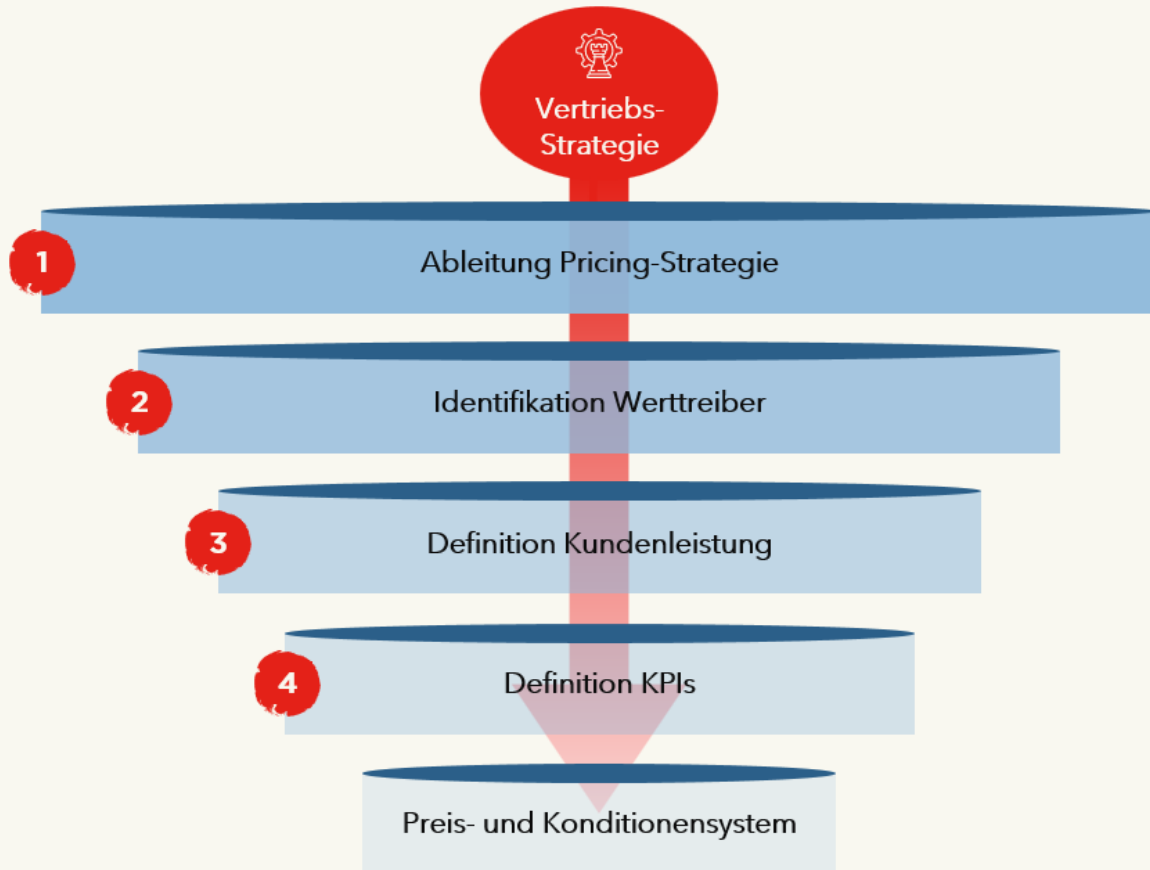 Vertriebs-
Strategie
1
Ableitung Pricing-Strategie
2
Identifikation Werttreiber
3
Definition Kundenleistung
4
Definition KPIs
Preis- und Konditionensystem